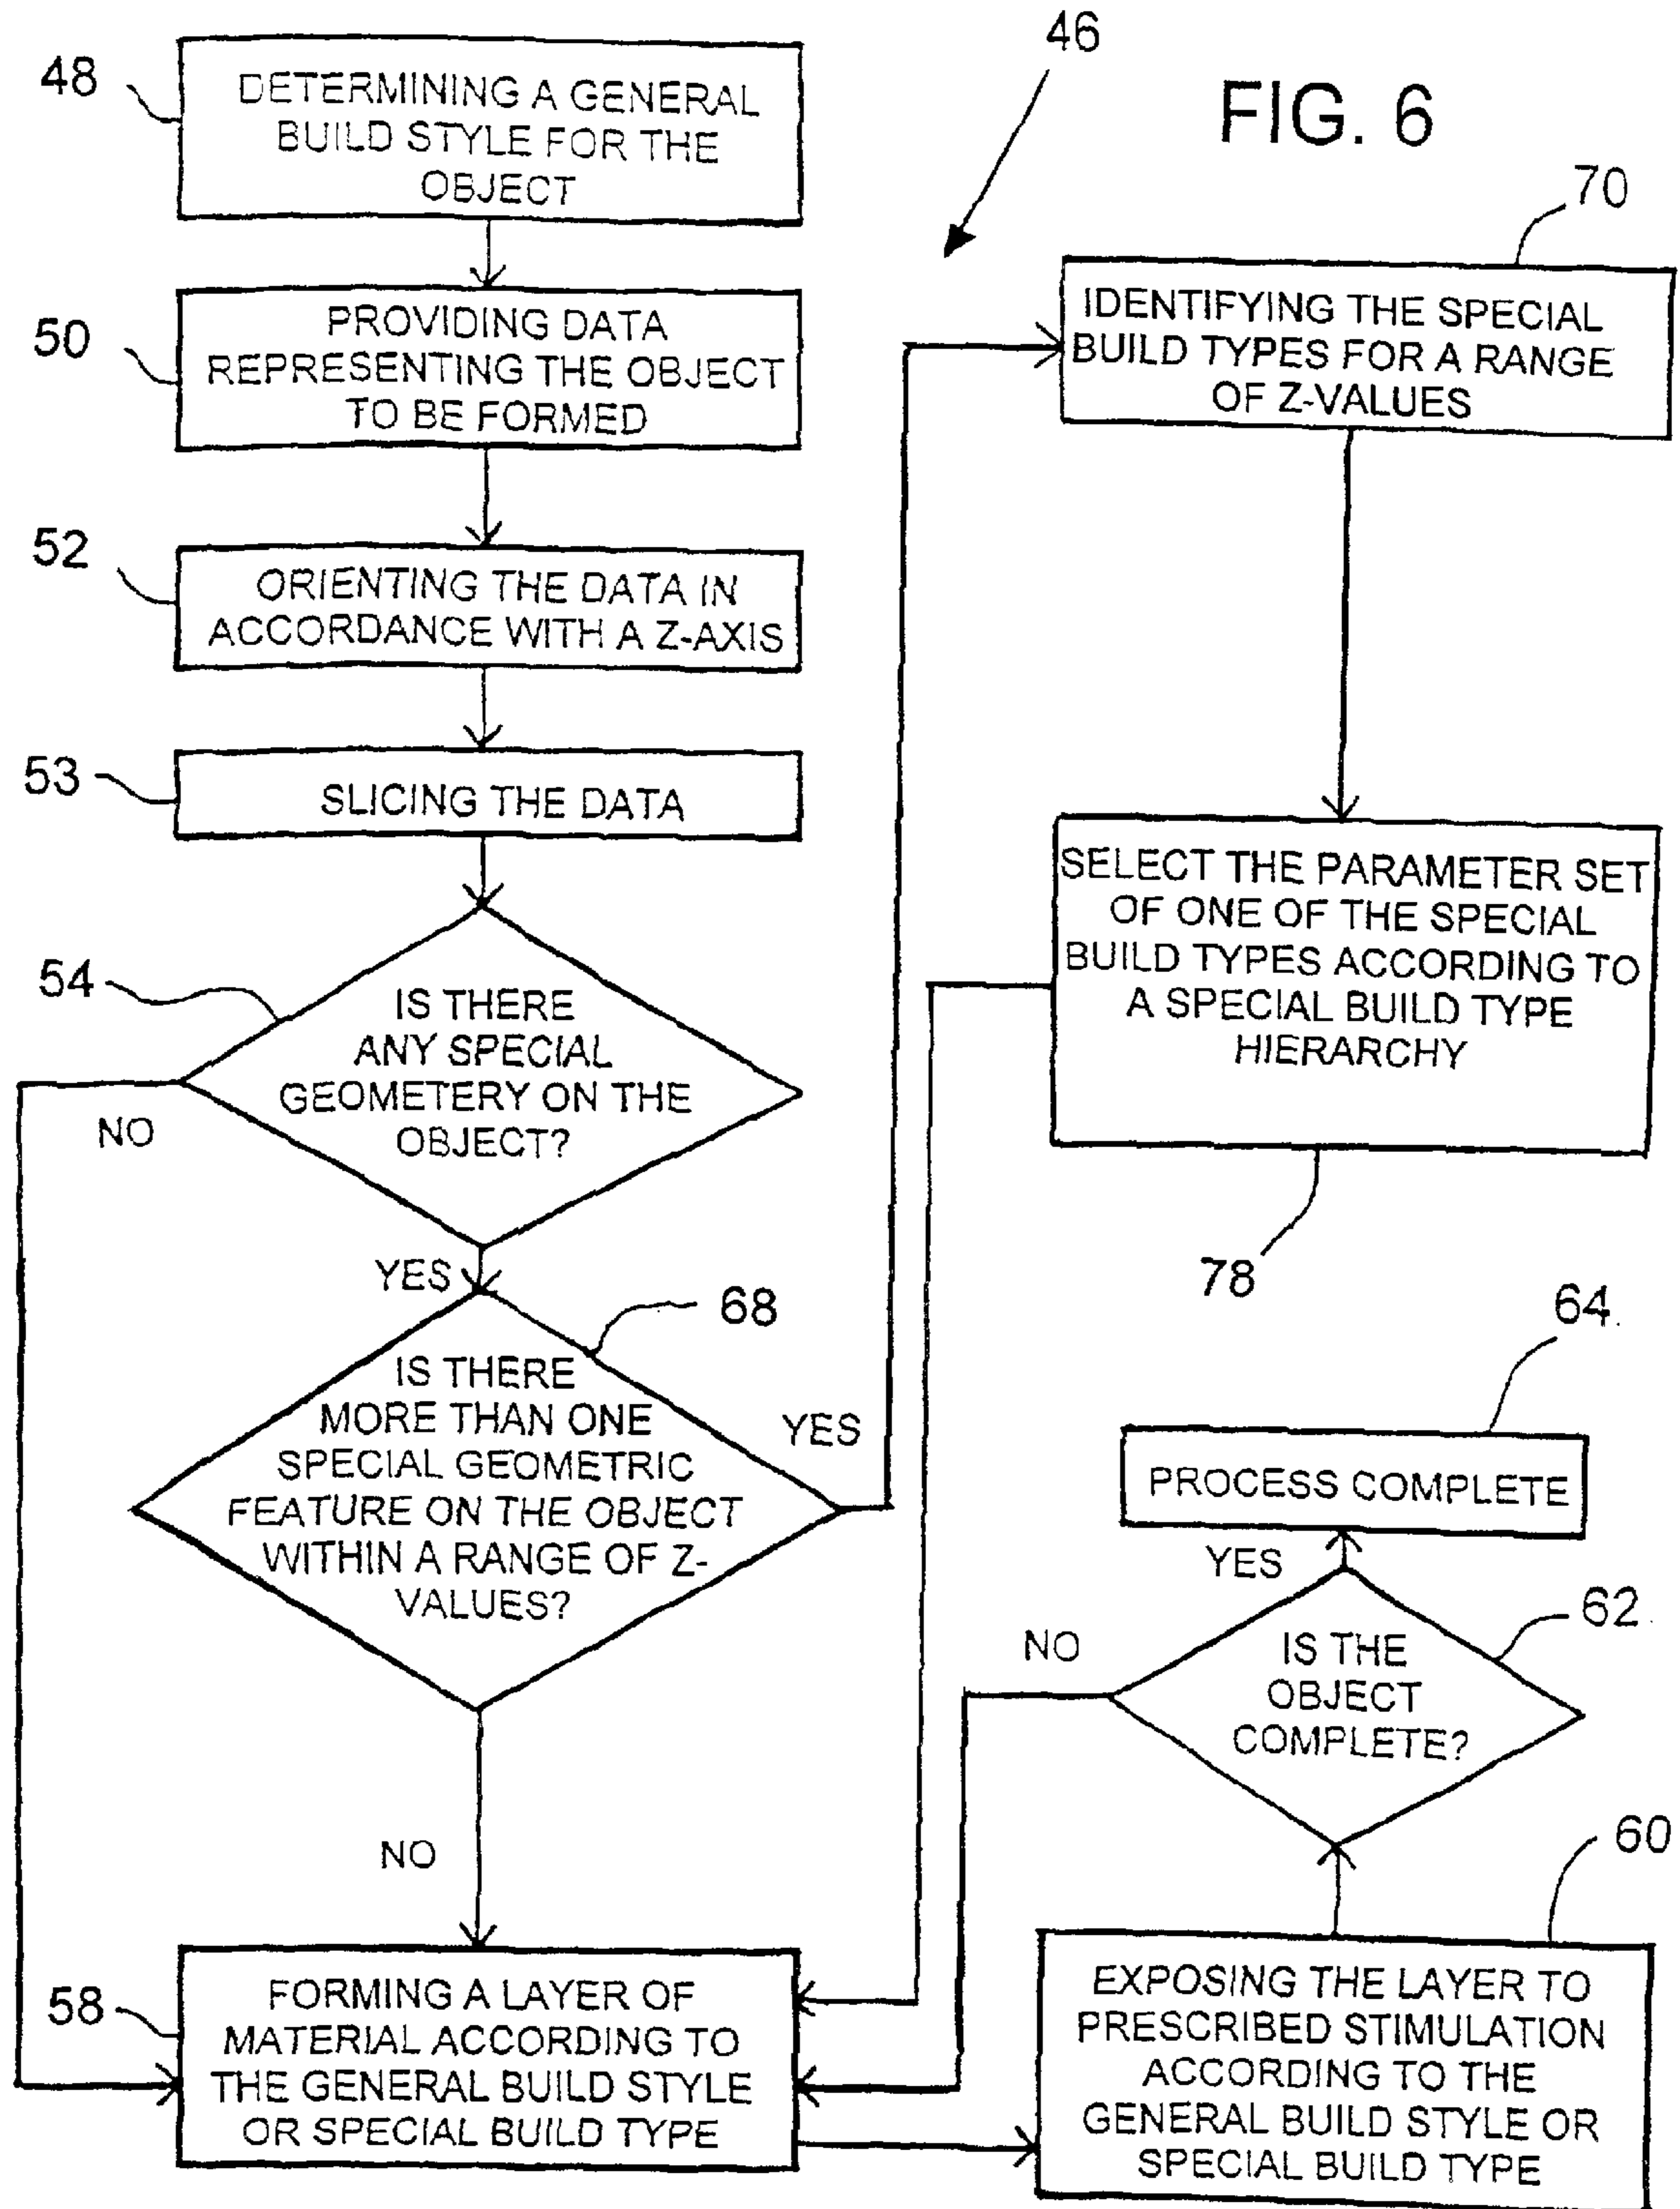 46
FIG. 6
48
DETERMINING A GENERAL
BUILD STYLE FOR THE
OBJECT
50
PROVIDING DATA
REPRESENTING THE OBJECT
TO BE FORMED
52
ORIENTING THE DATA IN
ACCORDANCE WITH A Z-AXIS
53
SLICING THE DATA
54
IS THERE
ANY SPECIAL
GEOMETERY ON THE
OBJECT?
NO
YES
68
IS THERE
MORE THAN ONE
SPECIAL GEOMETRIC
FEATURE ON THE OBJECT
WITHIN A RANGE OF Z-
VALUES?
YES
NO
58
FORMING A LAYER OF
MATERIAL ACCORDING TO
THE GENERAL BUILD STYLE
OR SPECIAL BUILD TYPE
70
IDENTIFYING THE SPECIAL
BUILD TYPES FOR A RANGE
OF Z-VALUES
SELECT THE PARAMETER SET
OF ONE OF THE SPECIAL
BUILD TYPES ACCORDING TO
A SPECIAL BUILD TYPE
HIERARCHY
78
64
PROCESS COMPLETE
YES
62
NO
IS THE
OBJECT
COMPLETE?
60
EXPOSING THE LAYER TO
PRESCRIBED STIMULATION
ACCORDING TO THE
GENERAL BUILD STYLE OR
SPECIAL BUILD TYPE